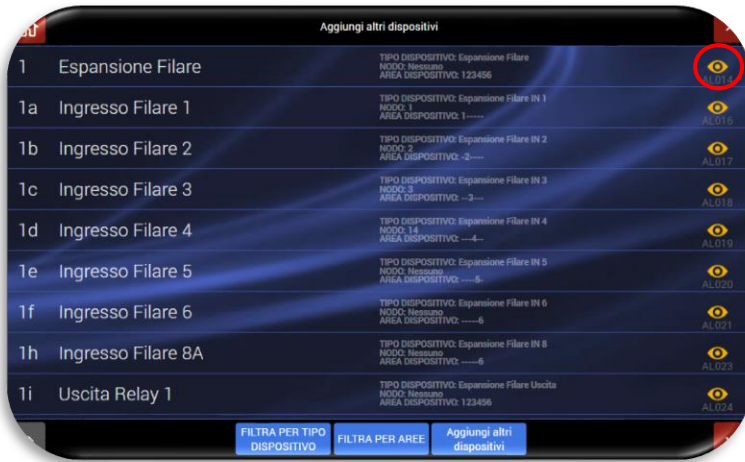 Aggiungi altri dispositivi
1 Espansione Filare
TIPO DISPOSITIVO: Espansione Filare
NODO: Nessuno
AREA DISPOSITIVO: 123456
AL014
1a Ingresso Filare 1
TIPO DISPOSITIVO: Espansione Filare IN 1
NODO: 1
AREA DISPOSITIVO: 1-----
AL016
1b Ingresso Filare 2
TIPO DISPOSITIVO: Espansione Filare IN 2
NODO: 2
AREA DISPOSITIVO: -2----
AL017
1c Ingresso Filare 3
TIPO DISPOSITIVO: Espansione Filare IN 3
NODO: 3
AREA DISPOSITIVO: --3---
AL018
1d Ingresso Filare 4
TIPO DISPOSITIVO: Espansione Filare IN 4
NODO: 14
AREA DISPOSITIVO: ---4--
AL019
1e Ingresso Filare 5
TIPO DISPOSITIVO: Espansione Filare IN 5
NODO: Nessuno
AREA DISPOSITIVO: ----5-
AL020
1f Ingresso Filare 6
TIPO DISPOSITIVO: Espansione Filare IN 6
NODO: Nessuno
AREA DISPOSITIVO: -----6
AL021
1h Ingresso Filare 8A
TIPO DISPOSITIVO: Espansione Filare IN 8
NODO: Nessuno
AREA DISPOSITIVO: -----6
AL023
1i Uscita Relay 1
TIPO DISPOSITIVO: Espansione Filare Uscita
NODO: Nessuno
AREA DISPOSITIVO: 123456
AL024
FILTRA PER TIPO
DISPOSITIVO
FILTRA PER AREE
Aggiungi altri
dispositivi